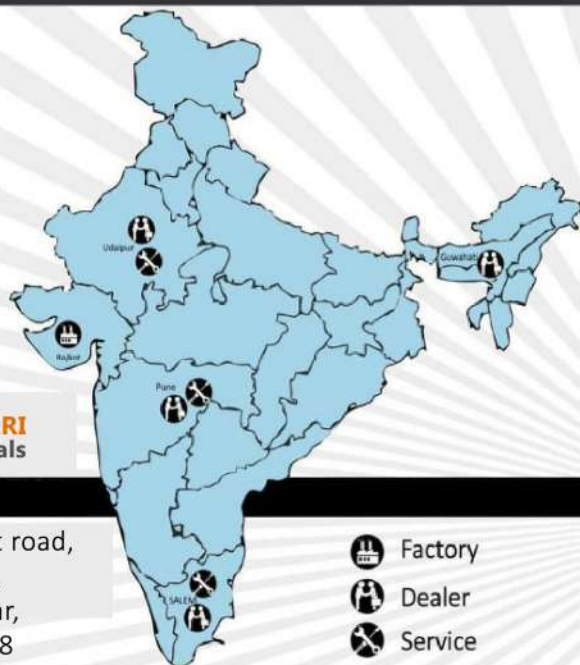 Udaipur
Guwahati
Rajkot
Pune
RI
als
t road,
r,
8
SALEM
Factory
Dealer
Service